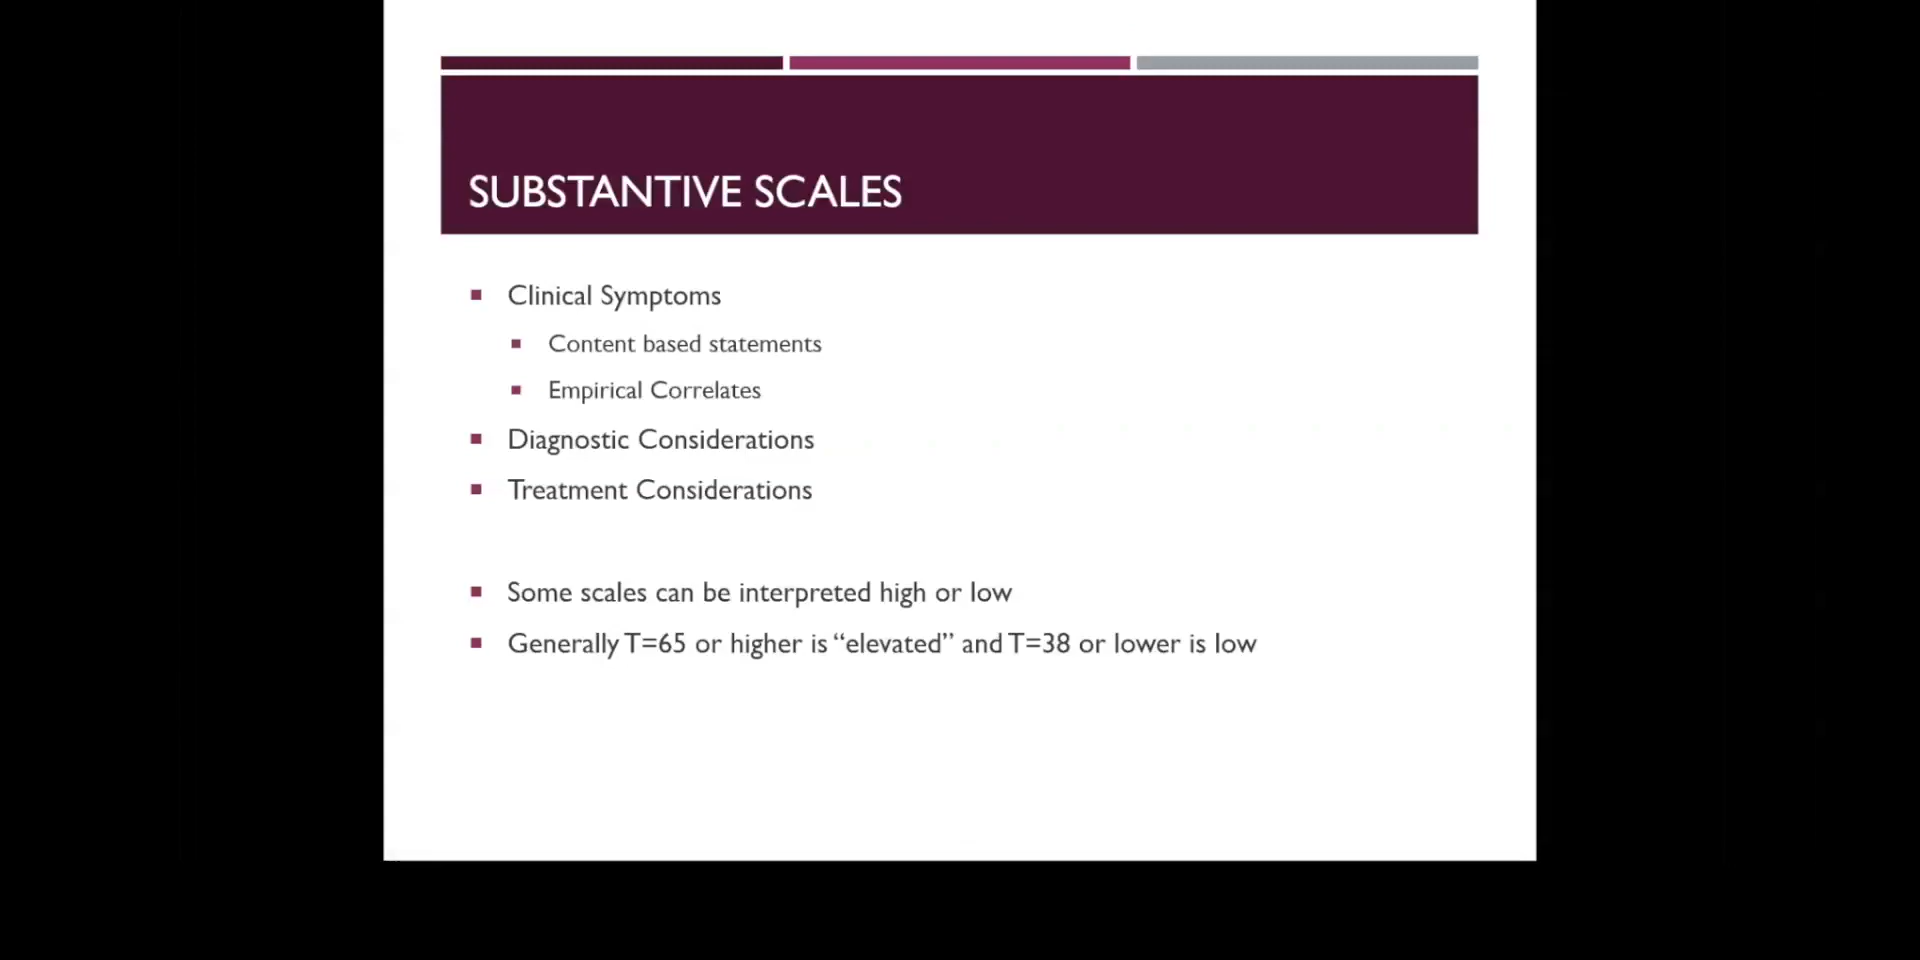 SUBSTANTIVE SCALES
Clinical Symptoms
Content based statements
Empirical Correlates
Diagnostic Considerations
Treatment Considerations
Some scales can be interpreted high or low
Generally T=65 or higher is “elevated” and T=38 or lower is low